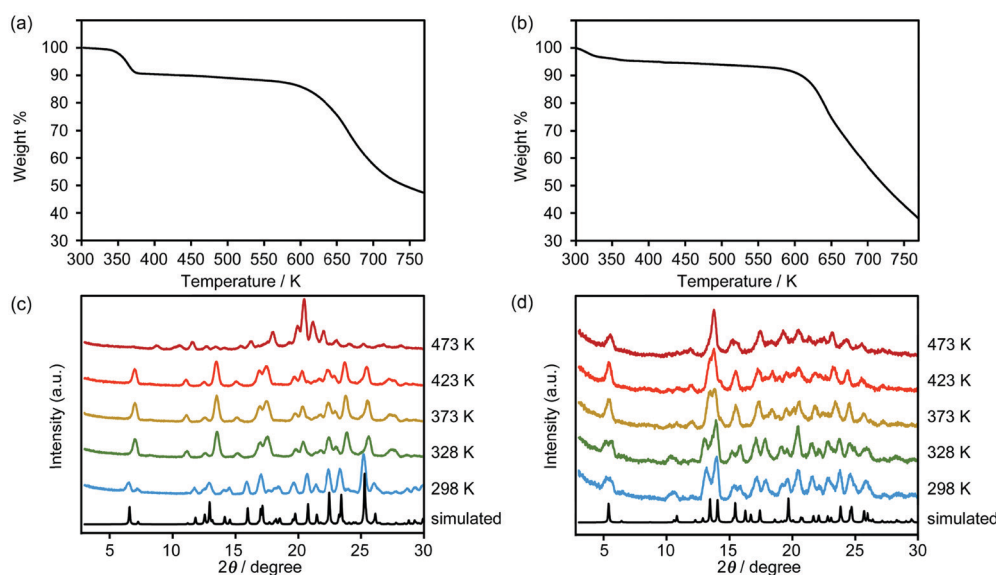 (a)
100
90
80
70
60
50
40
30
Weight %
300 350 400 450 500 550 600 650 700 750
Temperature / K
(b)
100
90
80
70
60
50
40
30
Weight %
300 350 400 450 500 550 600 650 700 750
Temperature / K
(c)
Intensity (a.u.)
473 K
423 K
373 K
328 K
298 K
simulated
5 10 15 20 25 30
2θ / degree
(d)
Intensity (a.u.)
473 K
423 K
373 K
328 K
298 K
simulated
5 10 15 20 25 30
2θ / degree